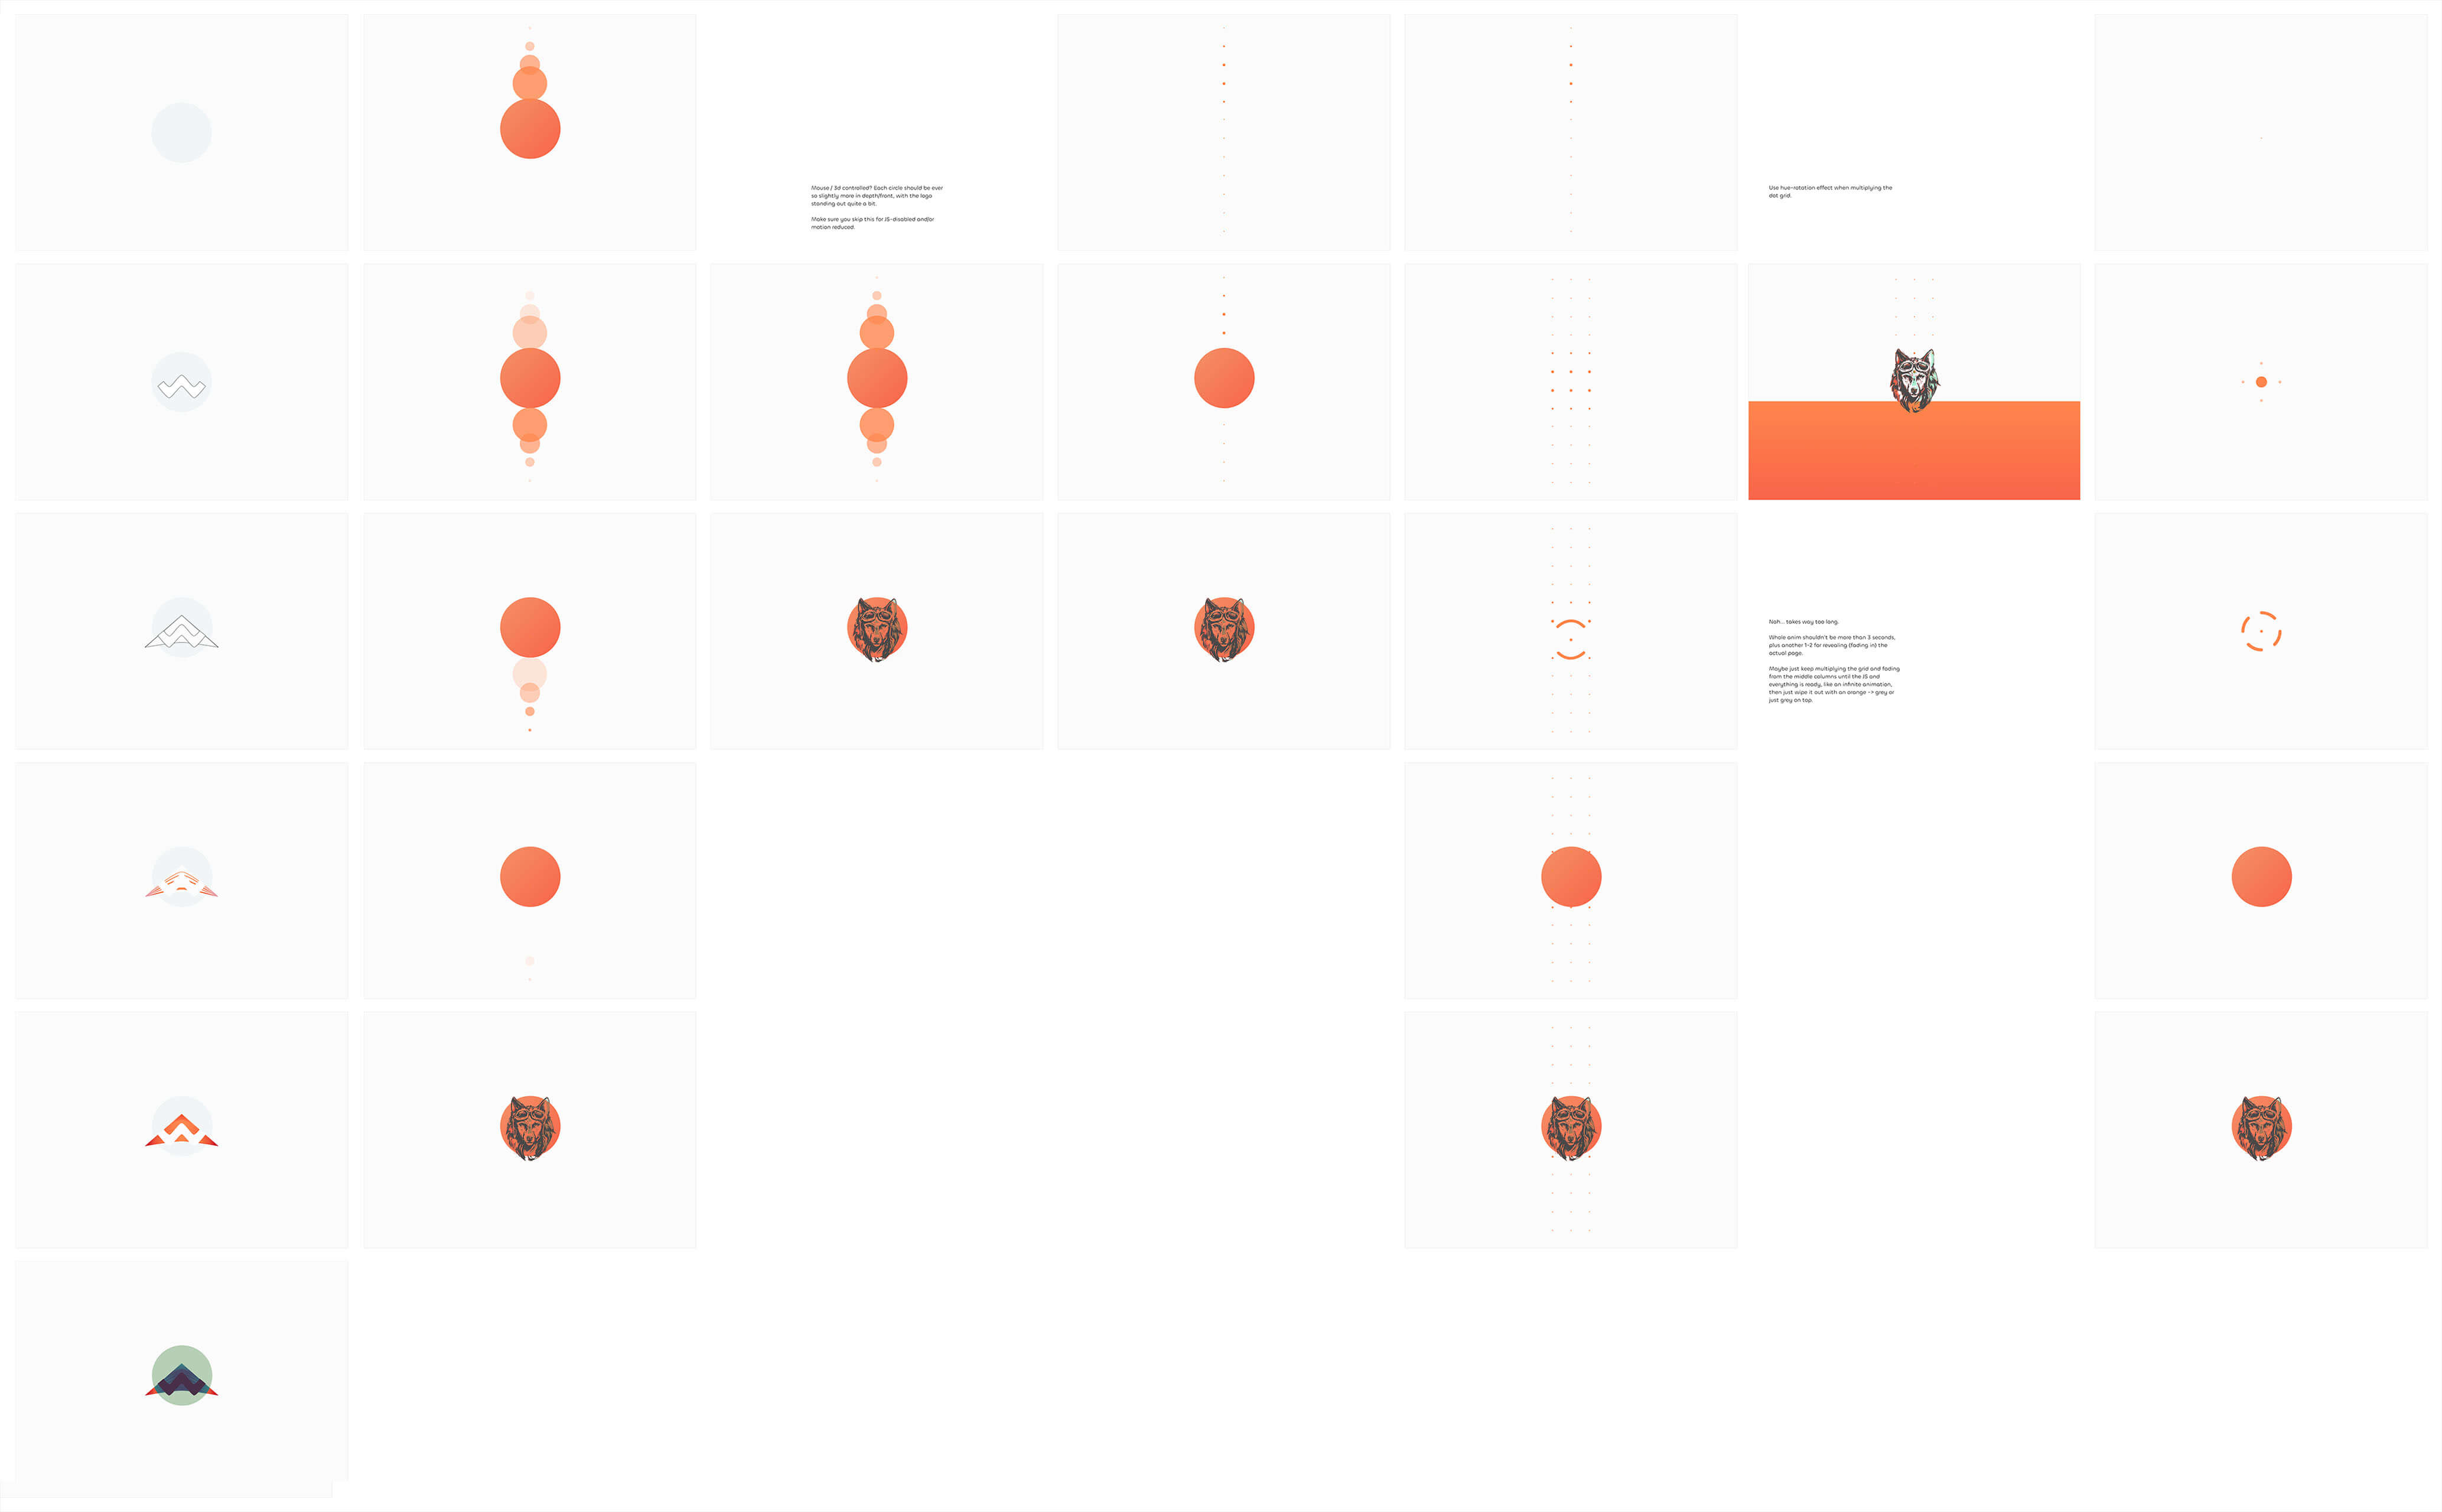 Mouse / 3d controlled? Each circle should be ever
so slightly more in depth/front, with the logo
standing out quite a bit.
Make sure you skip this for JS-disabled and/or
motion reduced.
Use hue-rotation effect when multiplying the
dot grid.
Nah... takes way too long.
Whole anim shouldn't be more than 3 seconds,
plus another 1-2 for revealing (fading in) the
actual page.
Maybe just keep multiplying the grid and fading
from the middle columns until the JS and
everything is ready, like an infinite animation,
then just wipe it out with an orange -> grey or
just grey on top.